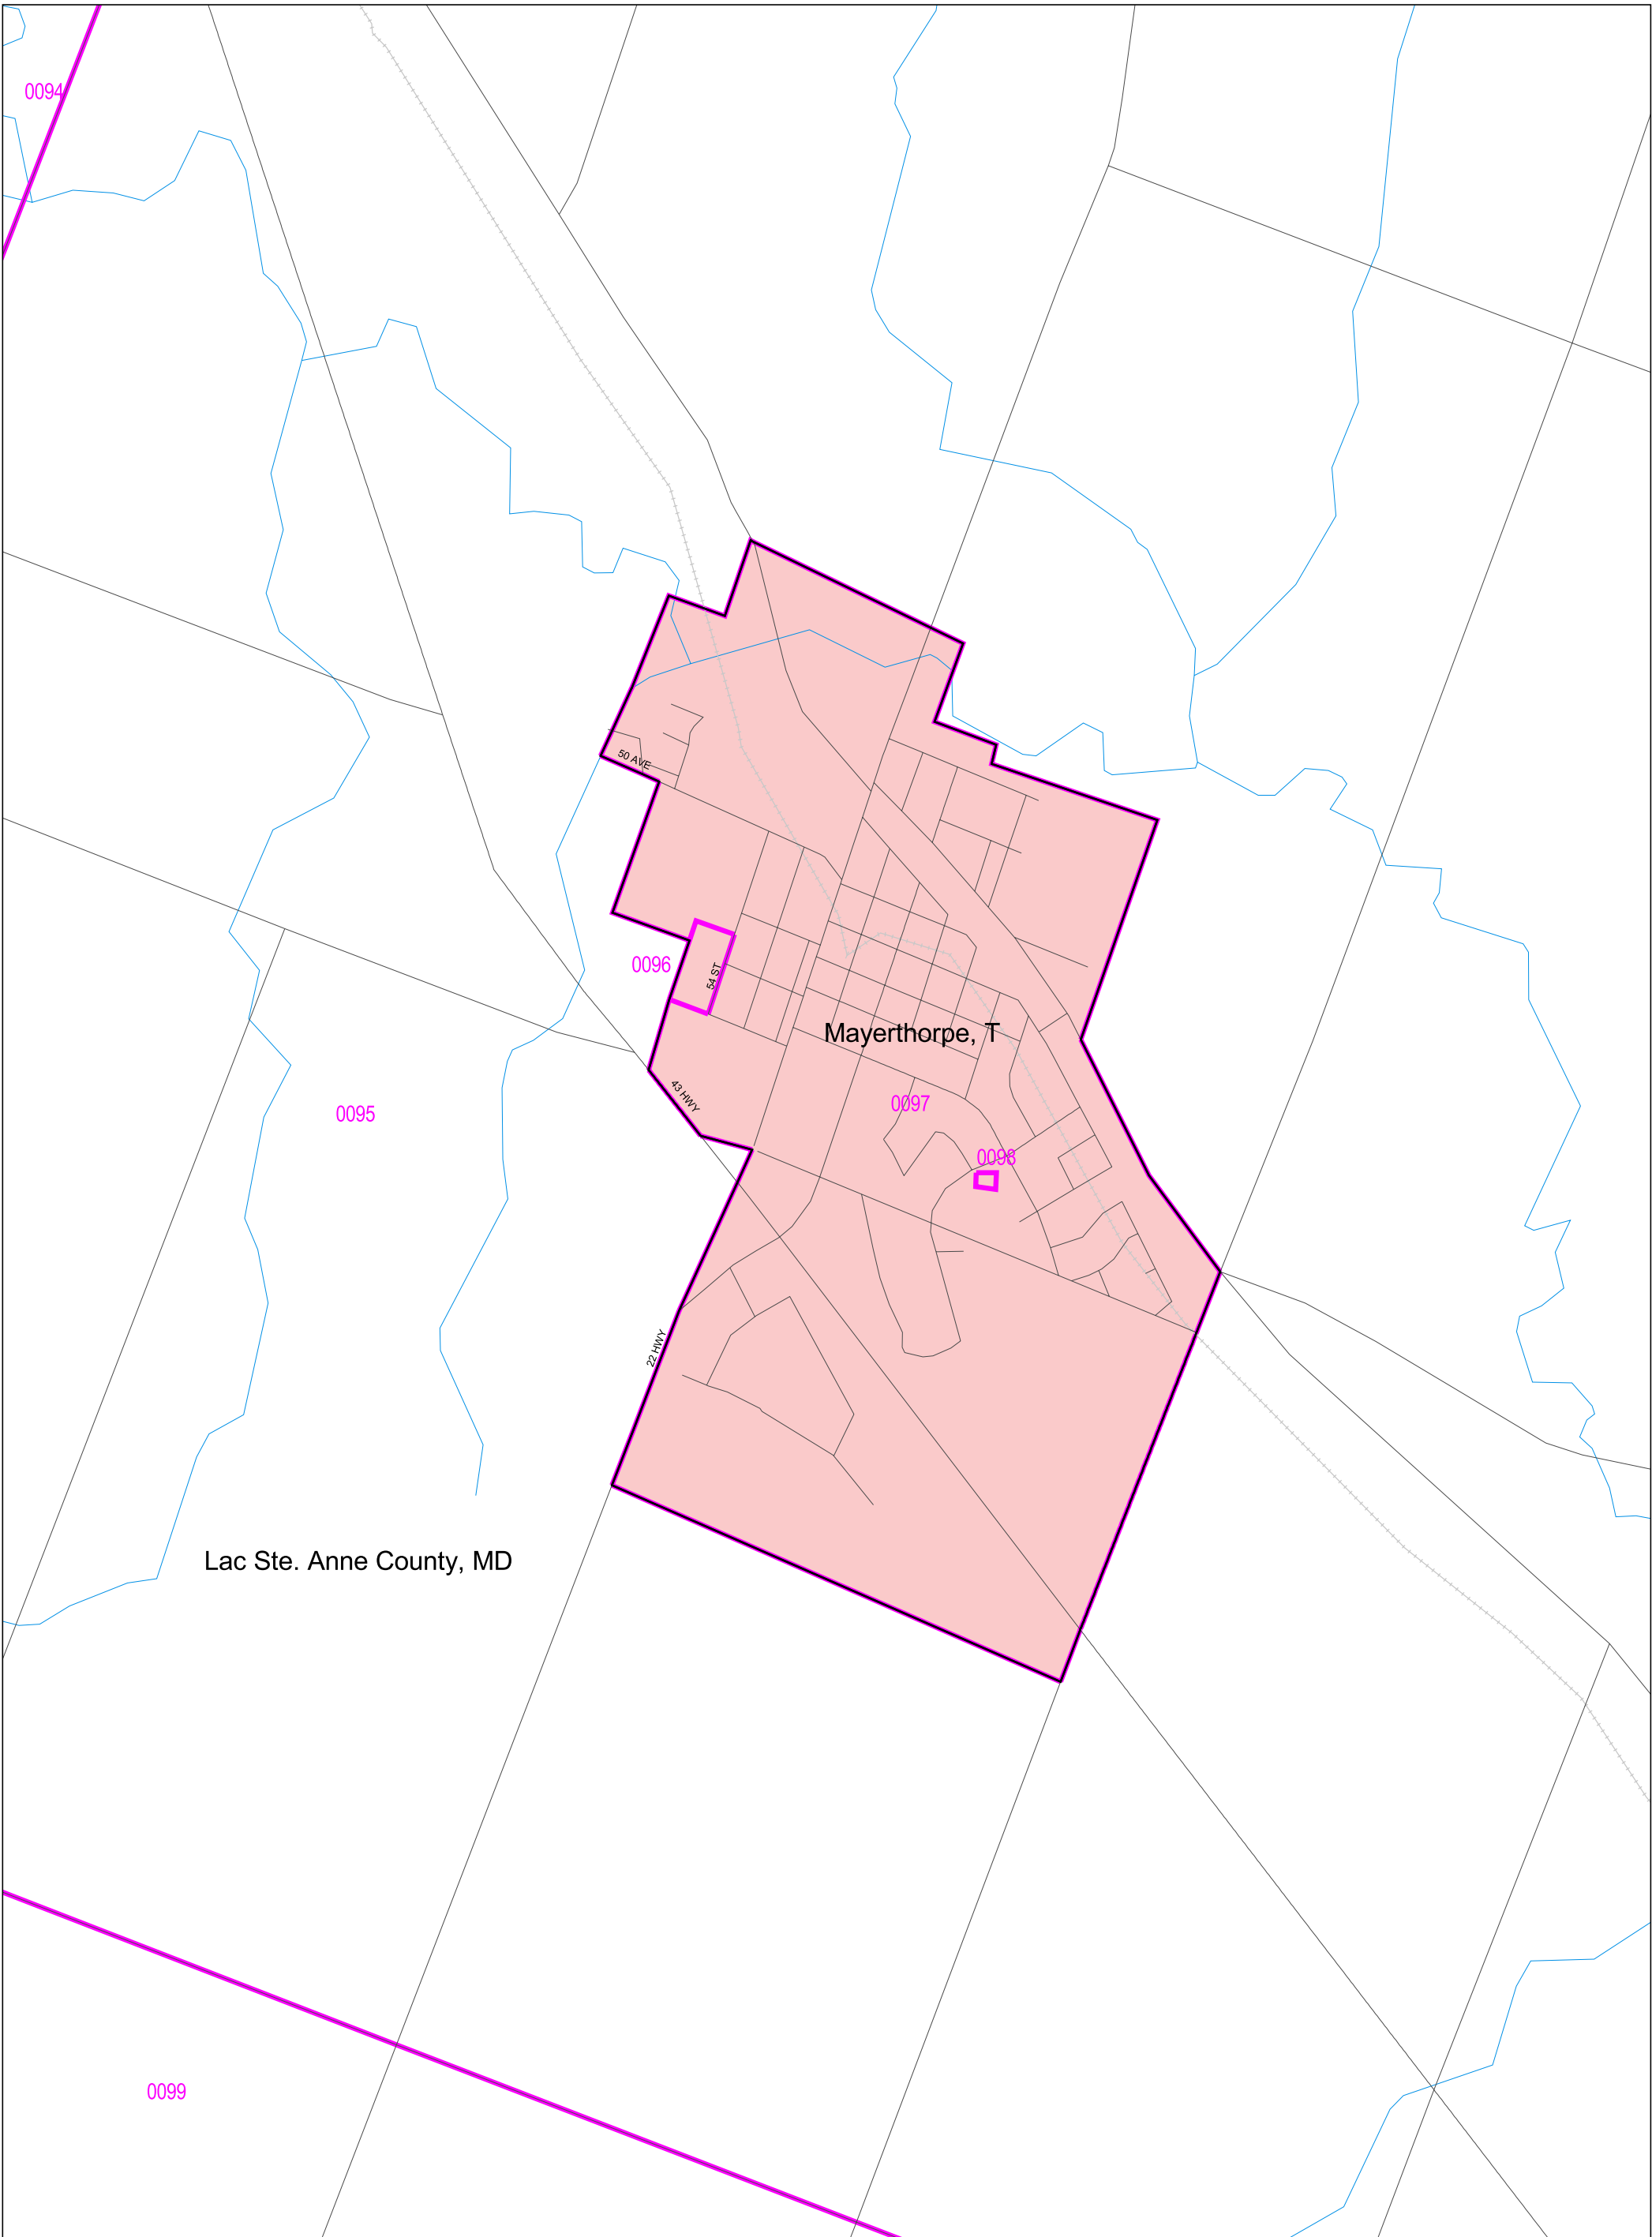 0094
50 AVE
0096
54 ST
Mayerthorpe, T
43 HWY
0097
0095
0098
22 HWY
Lac Ste. Anne County, MD
0099